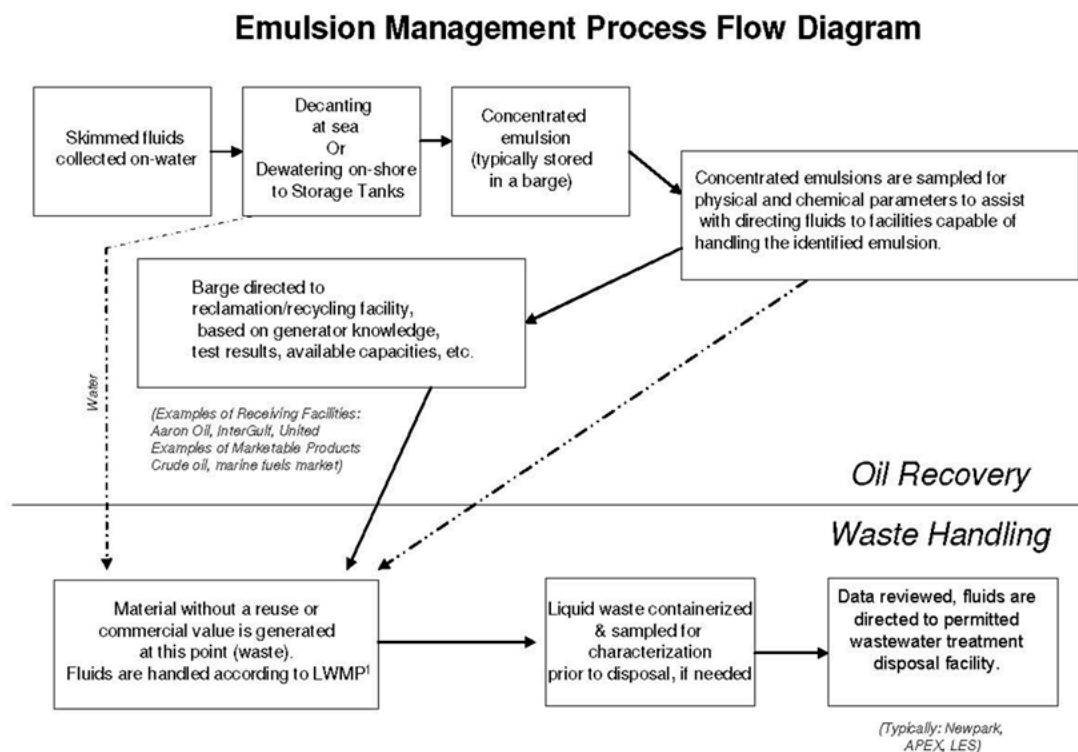 Emulsion Management Process Flow Diagram
Skimmed fluids
collected on-water
Decanting
at sea
Or
Dewatering on-shore
to Storage Tanks
Concentrated
emulsion
(typically stored
in a barge)
Concentrated emulsions are sampled for
physical and chemical parameters to assist
with directing fluids to facilities capable of
handling the identified emulsion.
Barge directed to
reclamation/recycling facility,
based on generator knowledge,
test results, available capacities, etc.
Water
(Examples of Receiving Facilities:
Aaron Oil, InterGulf, United
Examples of Marketable Products
Crude oil, marine fuels market)
Oil Recovery
Waste Handling
Material without a reuse or
commercial value is generated
at this point (waste).
Fluids are handled according to LWMP¹
Liquid waste containerized
& sampled for
characterization
prior to disposal, if needed
Data reviewed, fluids are
directed to permitted
wastewater treatment
disposal facility.
(Typically: Newpark,
APEX, LES)